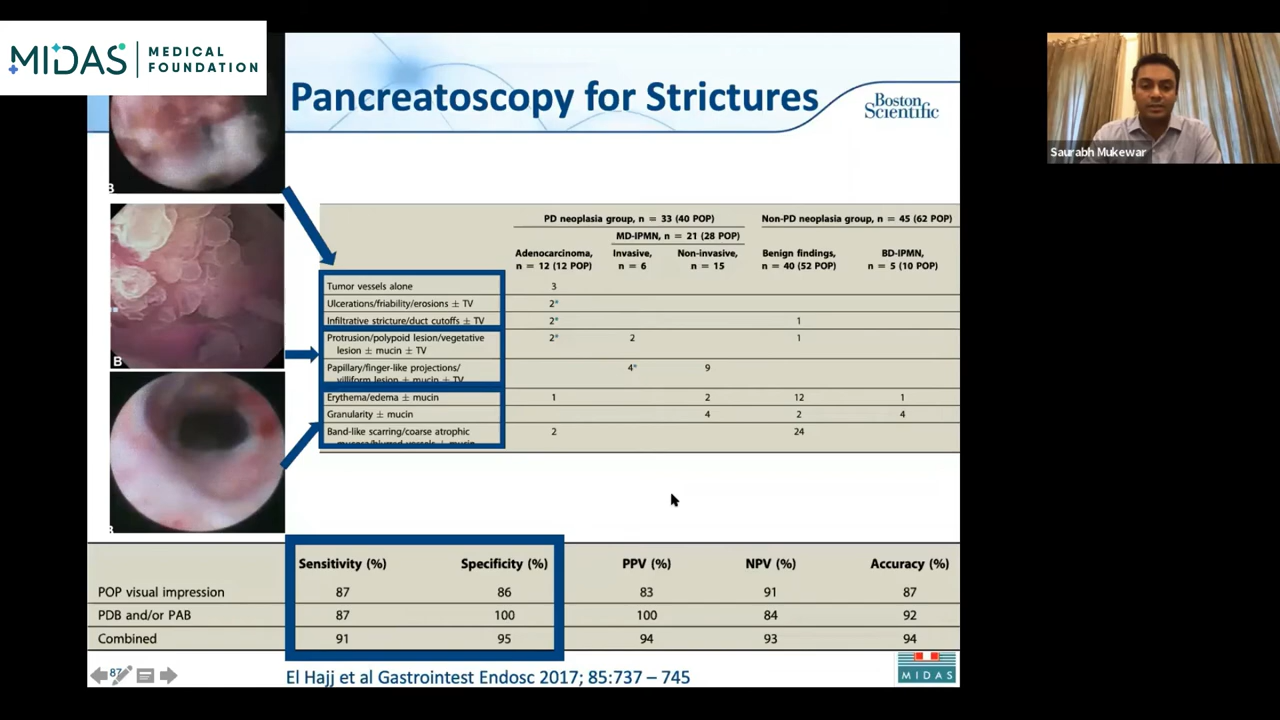 MIDAS MEDICAL FOUNDATION
Pancreatoscopy for Strictures
Boston Scientific
Saurabh Mukewar
B
B
PD neoplasia group, n = 33 (40 POP) Non-PD neoplasia group, n = 45 (62 POP)
MD-IPMN, n = 21 (28 POP)
Adenocarcinoma, n = 12 (12 POP) Invasive, n = 6 Non-invasive, n = 15 Benign findings, n = 40 (52 POP) BD-IPMN, n = 5 (10 POP)
Tumor vessels alone 3
Ulcerations/friability/erosions ± TV 2*
Infiltrative stricture/duct cutoffs ± TV 2* 1
Protrusion/polypoid lesion/vegetative 2* 2 1
lesion ± mucin ± TV
Papillary/finger-like projections/ 4* 9
villiform lesion ± mucin ± TV
Erythema/edema ± mucin 1 2 12 1
Granularity ± mucin 4 2 4
Band-like scarring/coarse atrophic 2 24
Sensitivity (%) Specificity (%) PPV (%) NPV (%) Accuracy (%)
POP visual impression 87 86 83 91 87
PDB and/or PAB 87 100 100 84 92
Combined 91 95 94 93 94
87
El Hajj et al Gastrointest Endosc 2017; 85:737 – 745
MIDAS